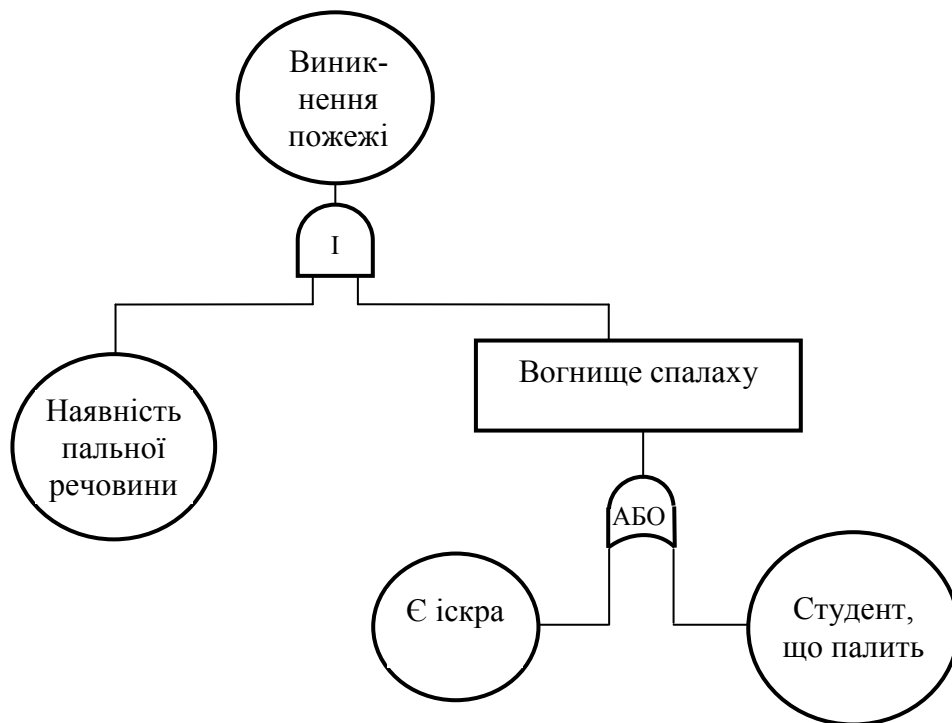 Виник-
нення
пожежі
І
Вогнище спалаху
Наявність
пальної
речовини
АБО
Є іскра
Студент,
що палить